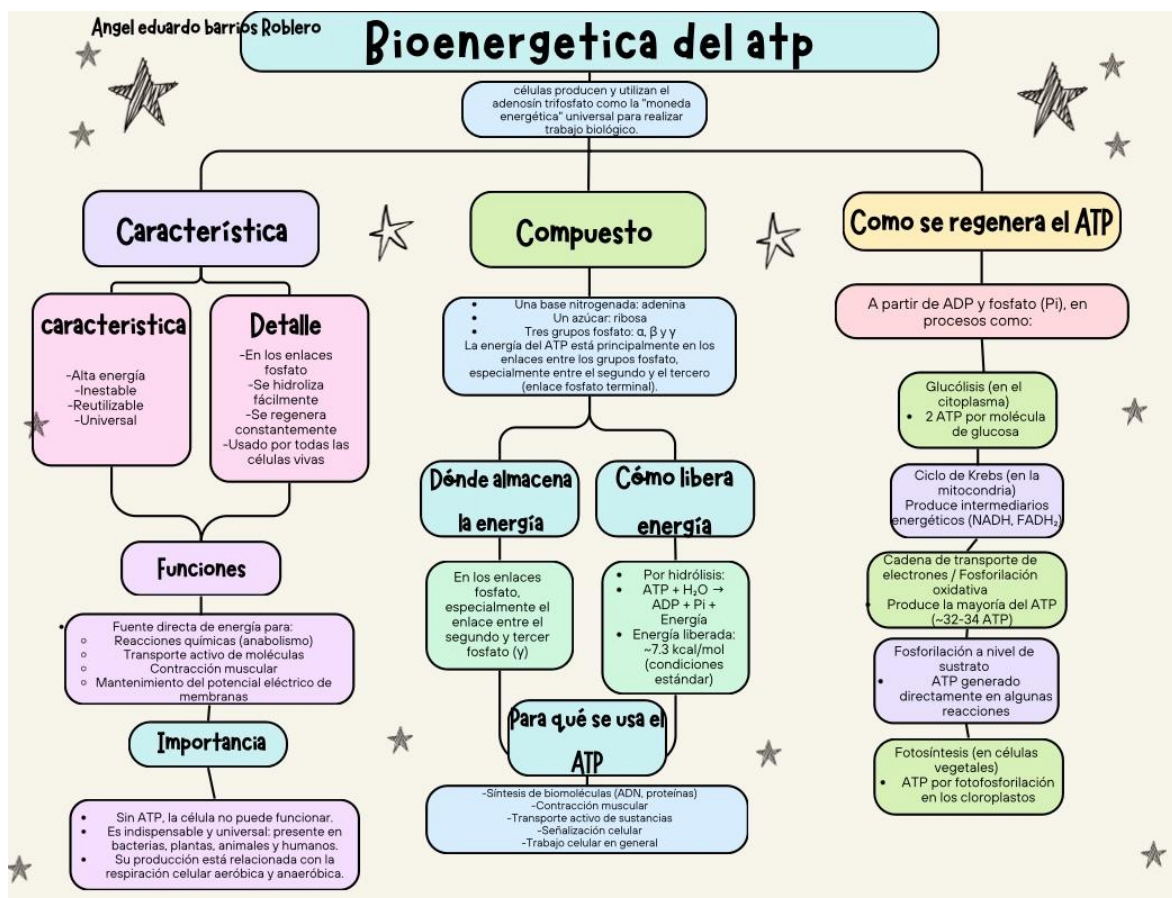 Angel eduardo barrios Roblero
Bioenergetica del atp
células producen y utilizan el
adenosín trifosfato como la "moneda
energética" universal para realizar
trabajo biológico.
Característica
caracteristica
-Alta energía
-Inestable
-Reutilizable
-Universal
Detalle
-En los enlaces
fosfato
-Se hidroliza
fácilmente
-Se regenera
constantemente
-Usado por todas las
células vivas
Funciones
• Fuente directa de energía para:
○ Reacciones químicas (anabolismo)
○ Transporte activo de moléculas
○ Contracción muscular
○ Mantenimiento del potencial eléctrico de
membranas
Importancia
• Sin ATP, la célula no puede funcionar.
• Es indispensable y universal: presente en
bacterias, plantas, animales y humanos.
• Su producción está relacionada con la
respiración celular aeróbica y anaeróbica.
Compuesto
• Una base nitrogenada: adenina
• Un azúcar: ribosa
• Tres grupos fosfato: α, β y γ
La energía del ATP está principalmente en los
enlaces entre los grupos fosfato,
especialmente entre el segundo y el tercero
(enlace fosfato terminal).
Dónde almacena
la energía
En los enlaces
fosfato,
especialmente el
enlace entre el
segundo y tercer
fosfato (γ)
Cómo libera
energía
• Por hidrólisis:
• ATP + H₂O →
ADP + Pi +
Energía
• Energía liberada:
~7.3 kcal/mol
(condiciones
estándar)
Para qué se usa el
ATP
-Síntesis de biomoléculas (ADN, proteínas)
-Contracción muscular
-Transporte activo de sustancias
-Señalización celular
-Trabajo celular en general
Como se regenera el ATP
A partir de ADP y fosfato (Pi), en
procesos como:
Glucólisis (en el
citoplasma)
• 2 ATP por molécula
de glucosa
Ciclo de Krebs (en la
mitocondria)
Produce intermediarios
energéticos (NADH, FADH₂)
Cadena de transporte de
electrones / Fosforilación
oxidativa
• Produce la mayoría del ATP
(~32-34 ATP)
Fosforilación a nivel de
sustrato
• ATP generado
directamente en algunas
reacciones
Fotosíntesis (en células
vegetales)
• ATP por fotofosforilación
en los cloroplastos